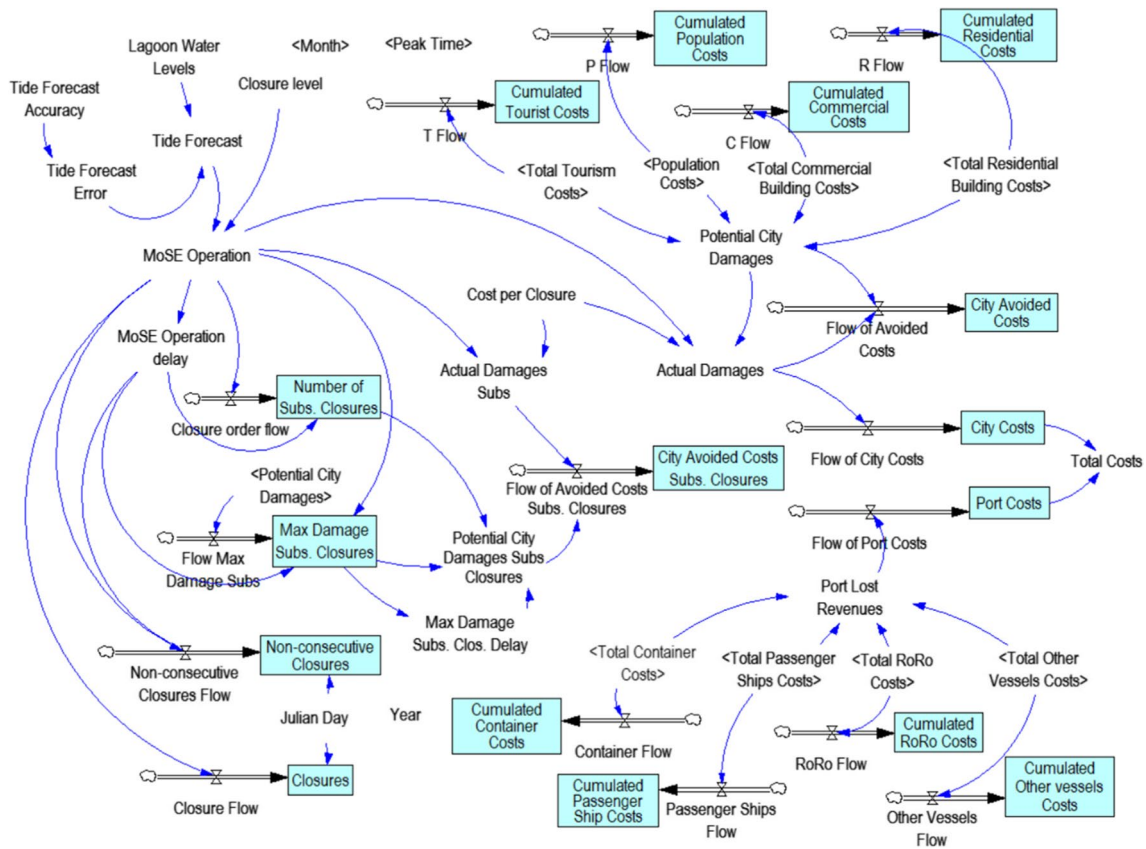 Lagoon Water
Levels
<Month>
<Peak Time>
Closure level
Tide Forecast
Accuracy
Tide Forecast
Tide Forecast
Error
Cumulated
Population
Costs
P Flow
Cumulated
Residential
Costs
R Flow
Cumulated
Tourist Costs
T Flow
Cumulated
Commercial
Costs
C Flow
<Total Tourism
Costs>
<Population
Costs>
<Total Commercial
Building Costs>
<Total Residential
Building Costs>
MoSE Operation
Potential City
Damages
Cost per Closure
City Avoided
Costs
Flow of Avoided
Costs
MoSE Operation
delay
Actual Damages
Subs
Actual Damages
Number of
Subs. Closures
Closure order flow
City Costs
Flow of City Costs
Total Costs
City Avoided Costs
Subs. Closures
Flow of Avoided Costs
Subs. Closures
<Potential City
Damages>
Port Costs
Flow of Port Costs
Max Damage
Subs. Closures
Flow Max
Damage Subs
Potential City
Damages Subs
Closures
Port Lost
Revenues
Max Damage
Subs. Clos. Delay
Non-consecutive
Closures
Non-consecutive
Closures Flow
<Total Container
Costs>
<Total Passenger
Ships Costs>
<Total RoRo
Costs>
<Total Other
Vessels Costs>
Julian Day
Year
Cumulated
Container
Costs
Container Flow
Cumulated
RoRo Costs
RoRo Flow
Closures
Closure Flow
Cumulated
Passenger
Ship Costs
Passenger Ships
Flow
Cumulated
Other vessels
Costs
Other Vessels
Flow